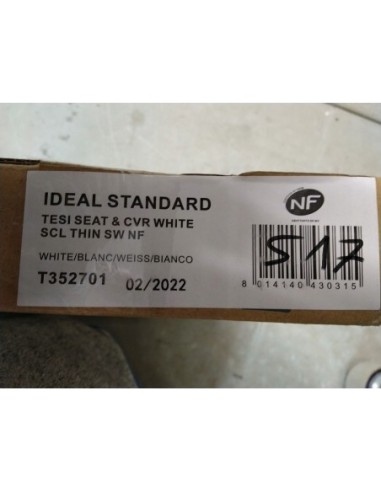 NF
IDEAL STANDARD
TESI SEAT & CVR WHITE
SCL THIN SW NF
S17
WHITE/BLANC/WEISS/BIANCO
T352701 02/2022
8 014140 430315